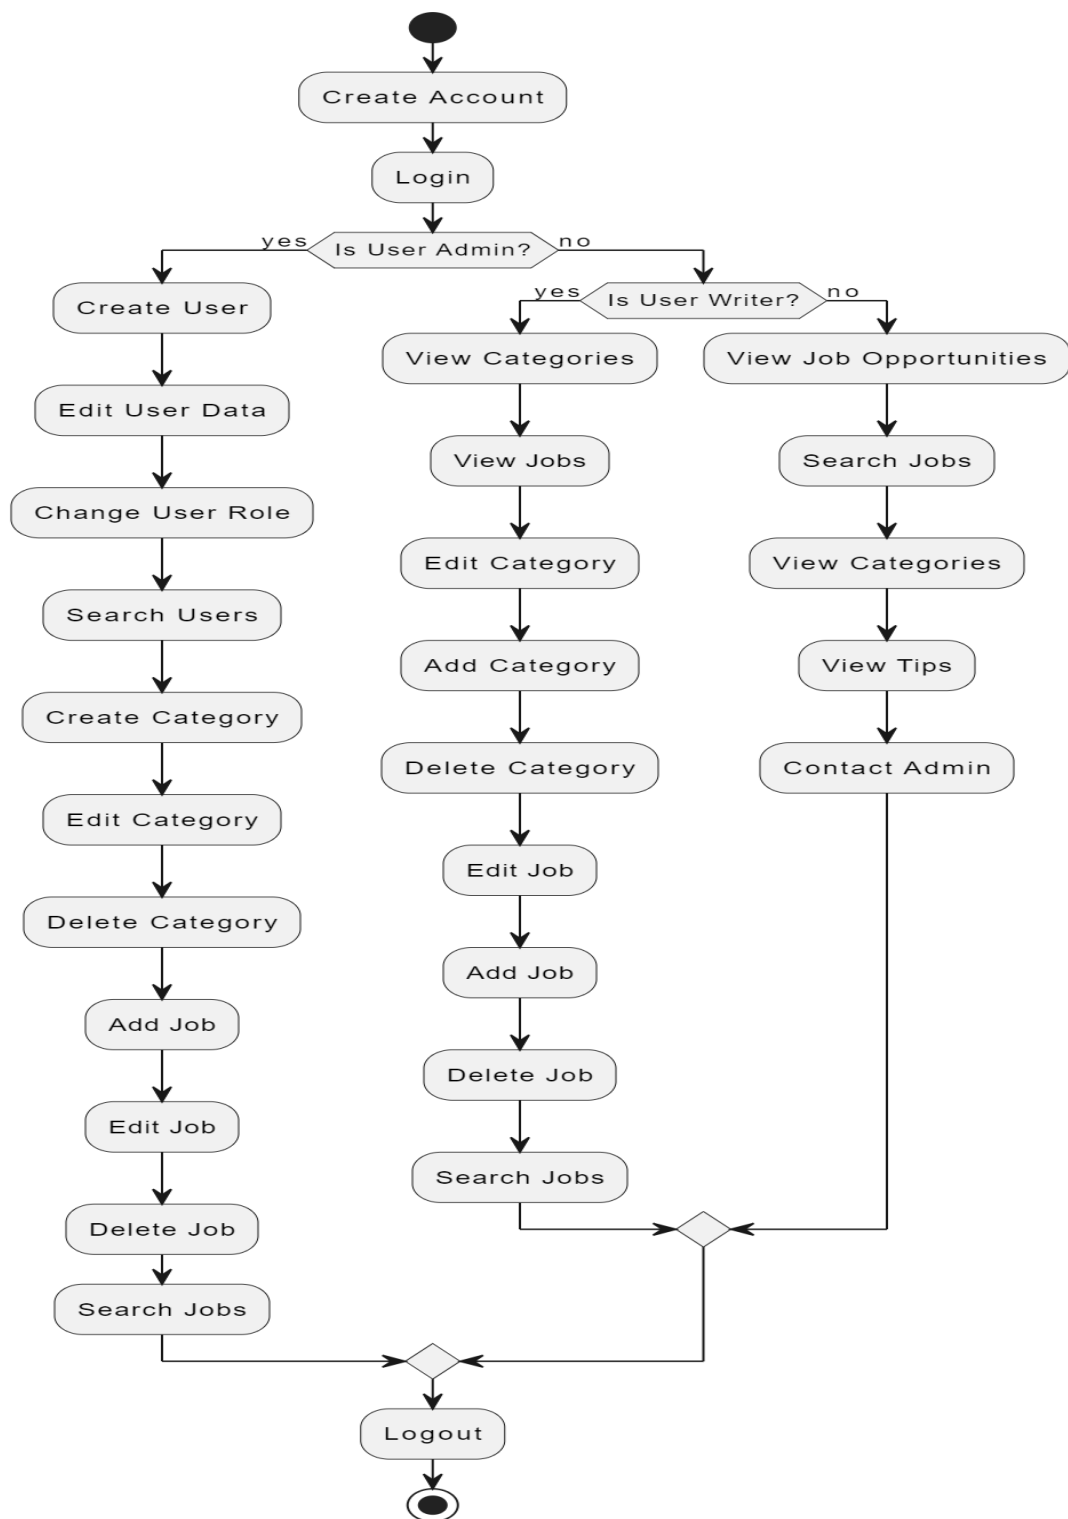 Create Account
Login
yes
Is User Admin?
no
Create User
Edit User Data
Change User Role
Search Users
Create Category
Edit Category
Delete Category
Add Job
Edit Job
Delete Job
Search Jobs
yes
Is User Writer?
no
View Categories
View Jobs
Edit Category
Add Category
Delete Category
Edit Job
Add Job
Delete Job
Search Jobs
View Job Opportunities
Search Jobs
View Categories
View Tips
Contact Admin
Logout